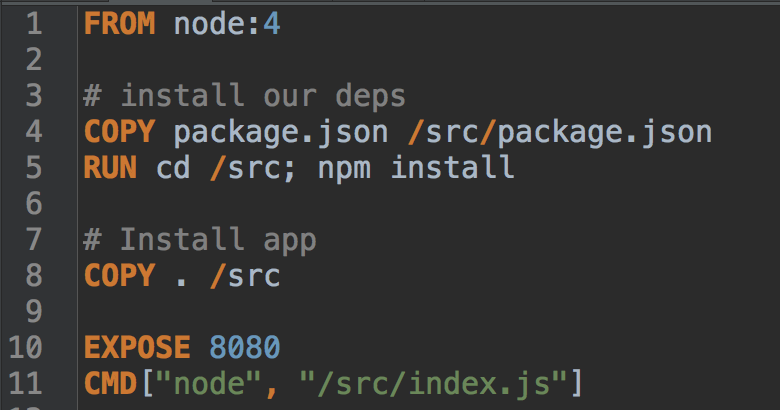 1 FROM node:4
2
3 # install our deps
4 COPY package.json /src/package.json
5 RUN cd /src; npm install
6
7 # Install app
8 COPY . /src
9
10 EXPOSE 8080
11 CMD["node", "/src/index.js"]